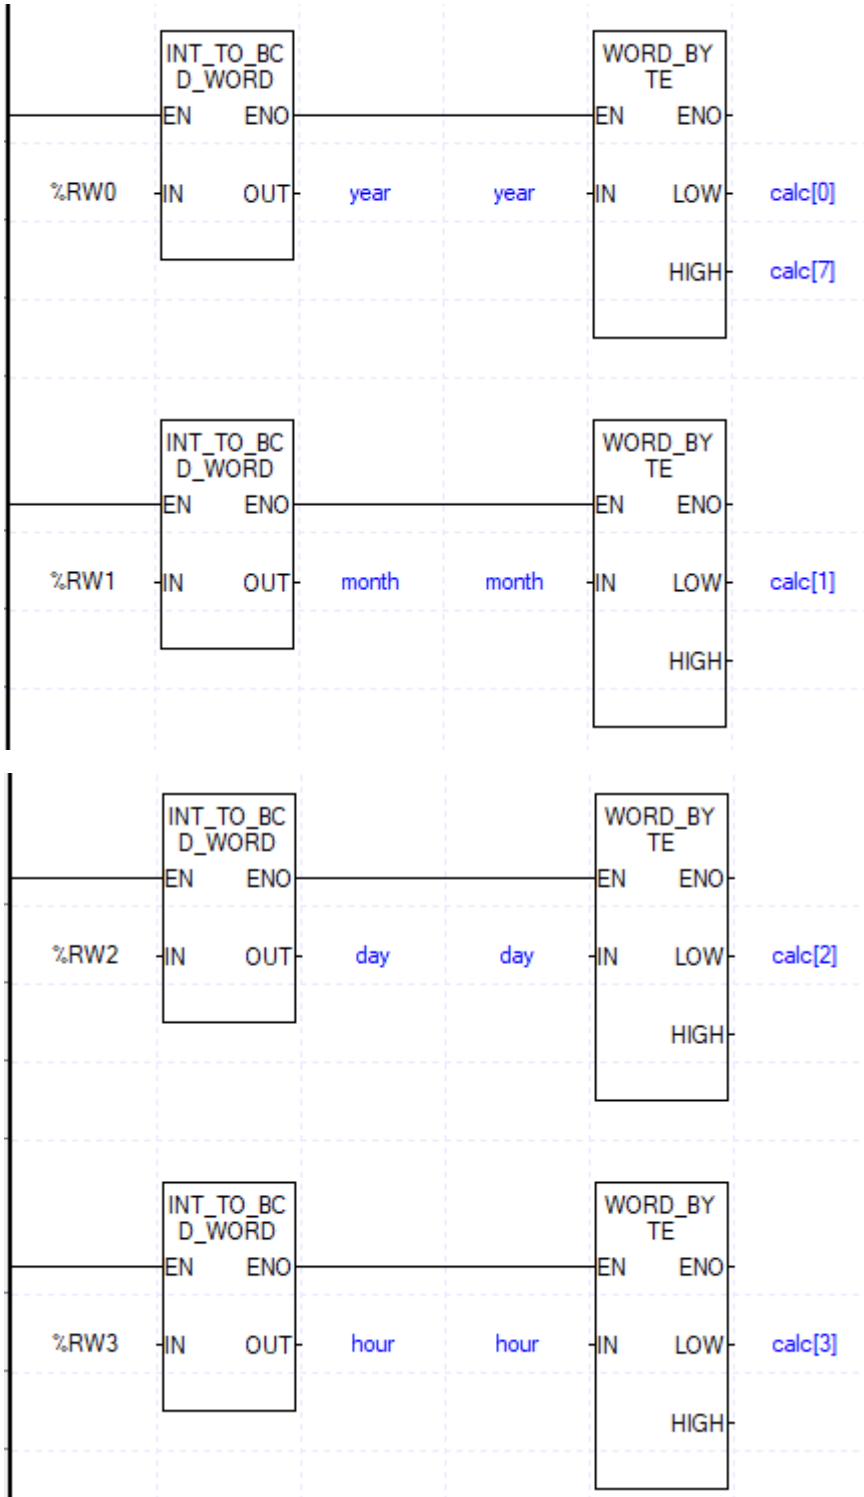 INT_TO_BC
D_WORD
WORD_BY
TE
EN ENO
EN ENO
%RW0 IN OUT year year IN LOW calc[0]
HIGH calc[7]
INT_TO_BC
D_WORD
WORD_BY
TE
EN ENO
EN ENO
%RW1 IN OUT month month IN LOW calc[1]
HIGH
INT_TO_BC
D_WORD
WORD_BY
TE
EN ENO
EN ENO
%RW2 IN OUT day day IN LOW calc[2]
HIGH
INT_TO_BC
D_WORD
WORD_BY
TE
EN ENO
EN ENO
%RW3 IN OUT hour hour IN LOW calc[3]
HIGH